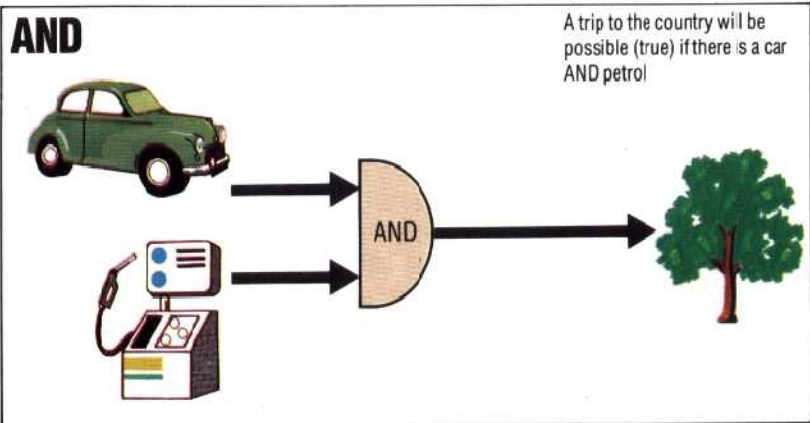 AND
A trip to the country will be
possible (true) if there is a car
AND petrol
AND